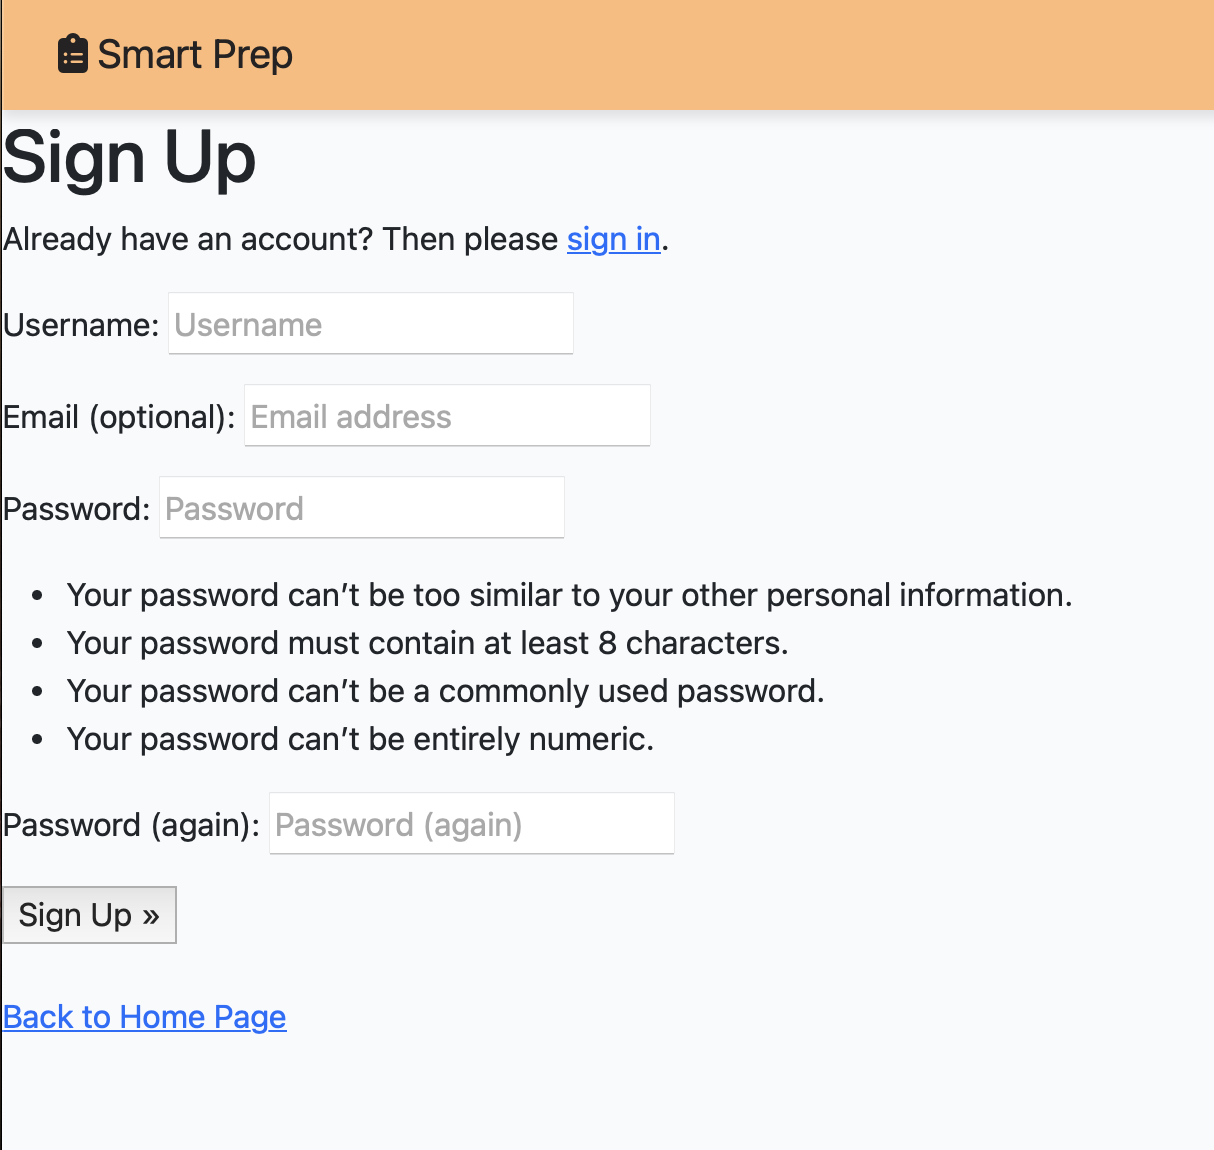 Smart Prep
Sign Up
Already have an account? Then please sign in.
Username: Username
Email (optional): Email address
Password: Password
• Your password can’t be too similar to your other personal information.
• Your password must contain at least 8 characters.
• Your password can’t be a commonly used password.
• Your password can’t be entirely numeric.
Password (again): Password (again)
Sign Up »
Back to Home Page